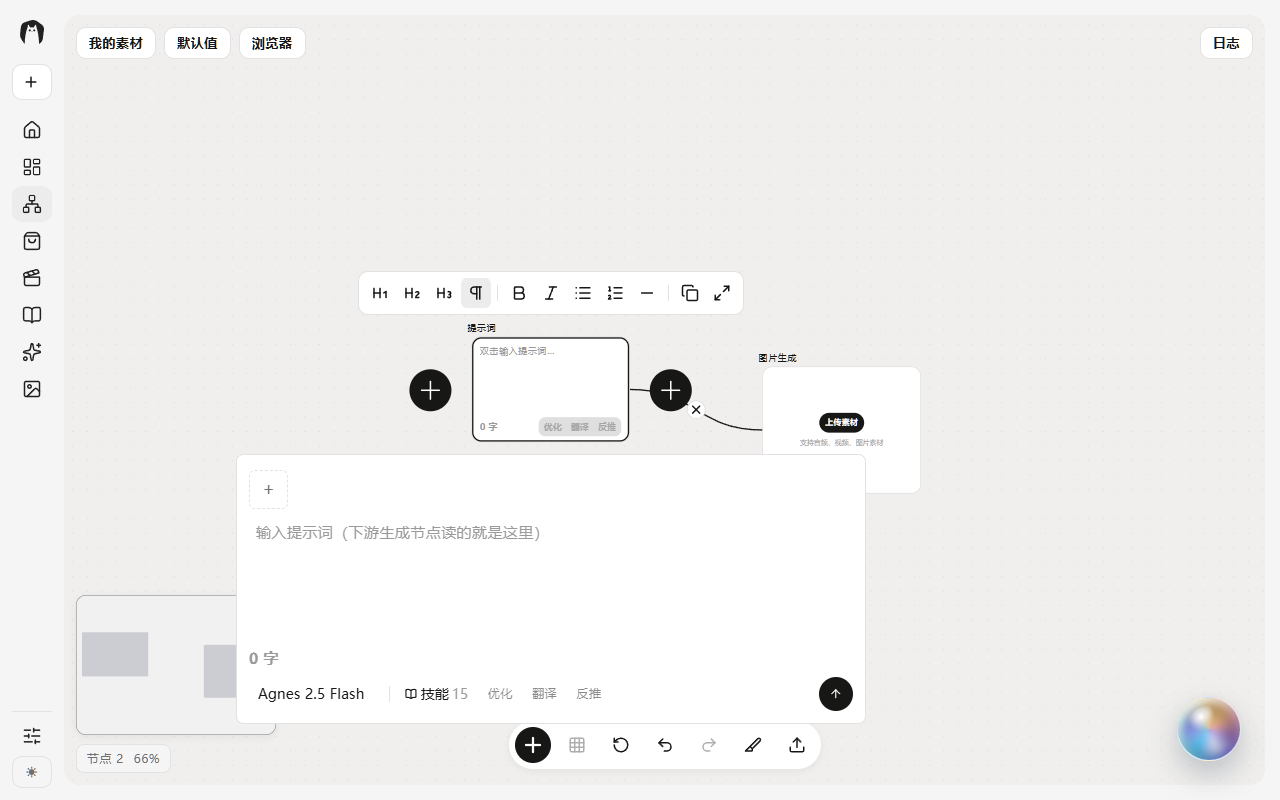 我的素材
默认值
浏览器
日志
H1 H2 H3
提示词
双击输入提示词...
0 字
优化 翻译 反推
图片生成
上传素材
支持音频、视频、图片素材
输入提示词（下游生成节点读的就是这里）
0 字
Agnes 2.5 Flash
技能 15
优化
翻译
反推
节点 2 66%